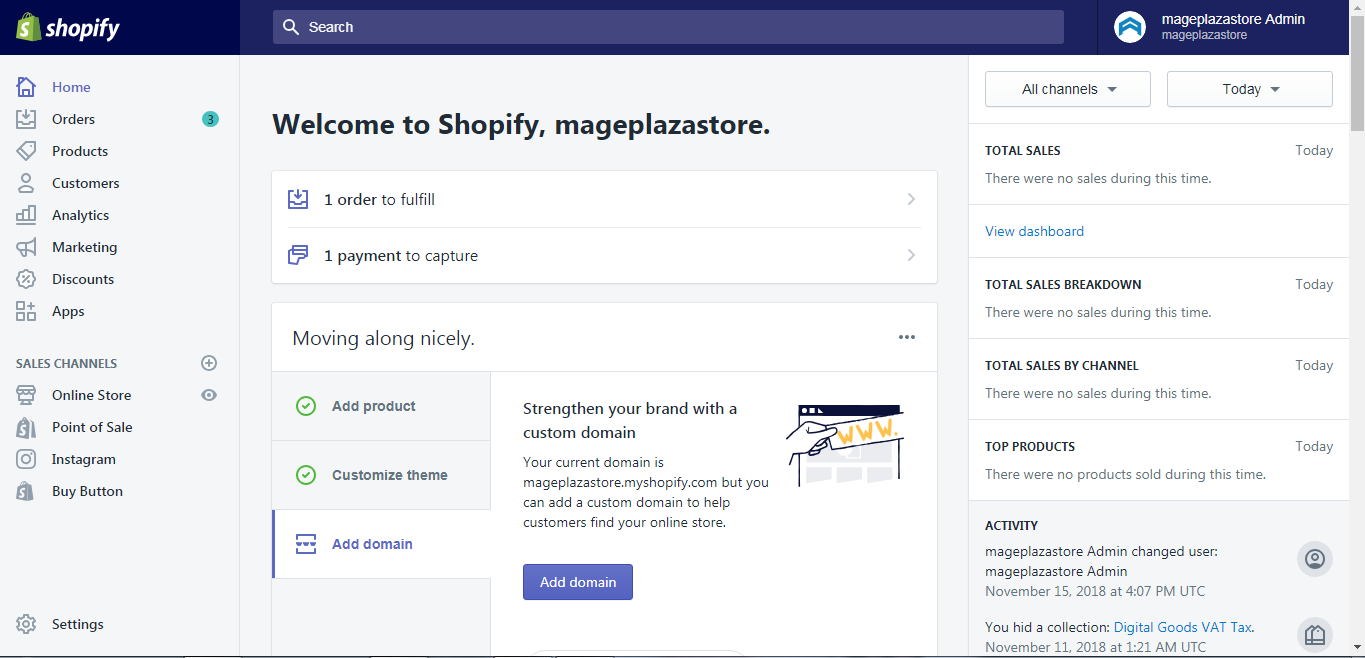 shopify
Search
mageplazastore Admin
mageplazastore
Home
Orders
3
Products
Customers
Analytics
Marketing
Discounts
Apps
SALES CHANNELS
Online Store
Point of Sale
Instagram
Buy Button
Settings
Welcome to Shopify, mageplazastore.
1 order to fulfill
1 payment to capture
Moving along nicely.
Add product
Customize theme
Add domain
Strengthen your brand with a
custom domain
Your current domain is
mageplazastore.myshopify.com but you
can add a custom domain to help
customers find your online store.
Add domain
WWW.
All channels
Today
TOTAL SALES
Today
There were no sales during this time.
View dashboard
TOTAL SALES BREAKDOWN
Today
There were no sales during this time.
TOTAL SALES BY CHANNEL
Today
There were no sales during this time.
TOP PRODUCTS
Today
There were no products sold during this time.
ACTIVITY
mageplazastore Admin changed user:
mageplazastore Admin
November 15, 2018 at 4:07 PM UTC
You hid a collection: Digital Goods VAT Tax.
November 11, 2018 at 1:21 AM UTC